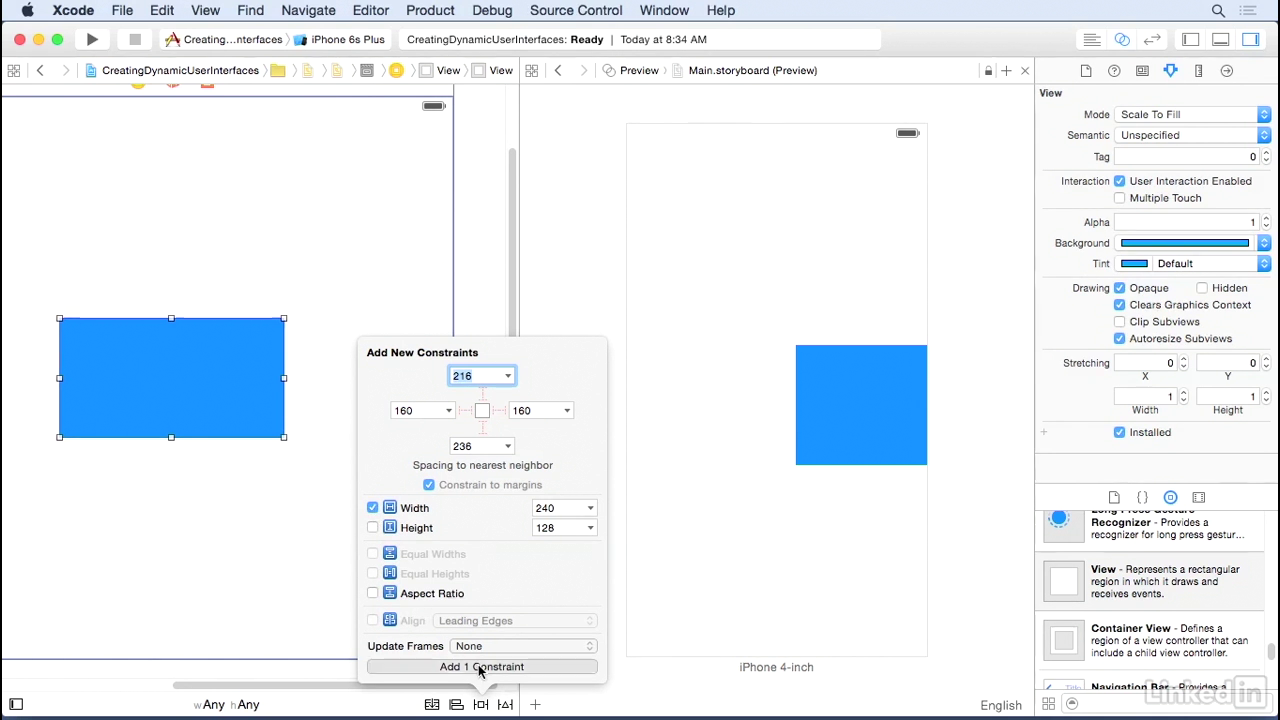 Xcode File Edit View Find Navigate Editor Product Debug Source Control Window Help
Creating...nterfaces iPhone 6s Plus CreatingDynamicUserInterfaces: Ready Today at 8:34 AM
CreatingDynamicUserInterfaces View View Preview Main.storyboard (Preview)
View
Mode Scale To Fill
Semantic Unspecified
Tag 0
Interaction User Interaction Enabled
Multiple Touch
Alpha 1
Background
Tint Default
Drawing Opaque Hidden
Clears Graphics Context
Clip Subviews
Autoresize Subviews
Stretching 0 0
X Y
1 1
Width Height
Installed
Add New Constraints
216
160 160
236
Spacing to nearest neighbor
Constrain to margins
Width 240
Height 128
Equal Widths
Equal Heights
Aspect Ratio
Align Leading Edges
Update Frames None
Add 1 Constraint
iPhone 4-inch
Long Press Gesture
Recognizer - Provides a
recognizer for long press gestur...
View - Represents a rectangular
region in which it draws and
receives events.
Container View - Defines a
region of a view controller that can
include a child view controller.
Navigation Bar - Provides a
Title
wAny hAny
English
LinkedIn